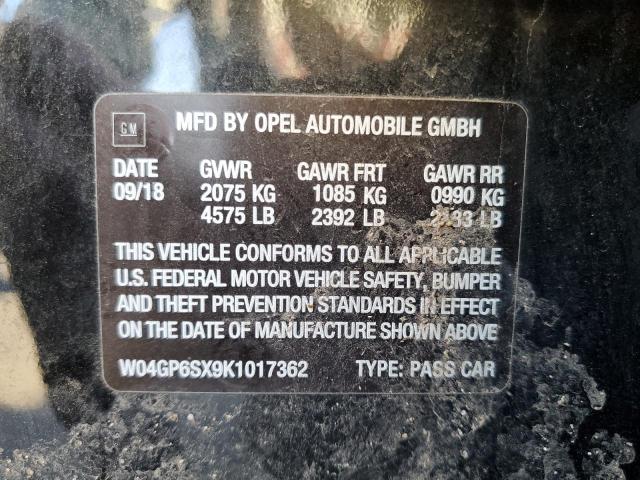 GM MFD BY OPEL AUTOMOBILE GMBH
DATE GVWR GAWR FRT GAWR RR
09/18 2075 KG 1085 KG 0990 KG
4575 LB 2392 LB 2183 LB
THIS VEHICLE CONFORMS TO ALL APPLICABLE
U.S. FEDERAL MOTOR VEHICLE SAFETY, BUMPER
AND THEFT PREVENTION STANDARDS IN EFFECT
ON THE DATE OF MANUFACTURE SHOWN ABOVE
W04GP6SX9K1017362 TYPE: PASS CAR